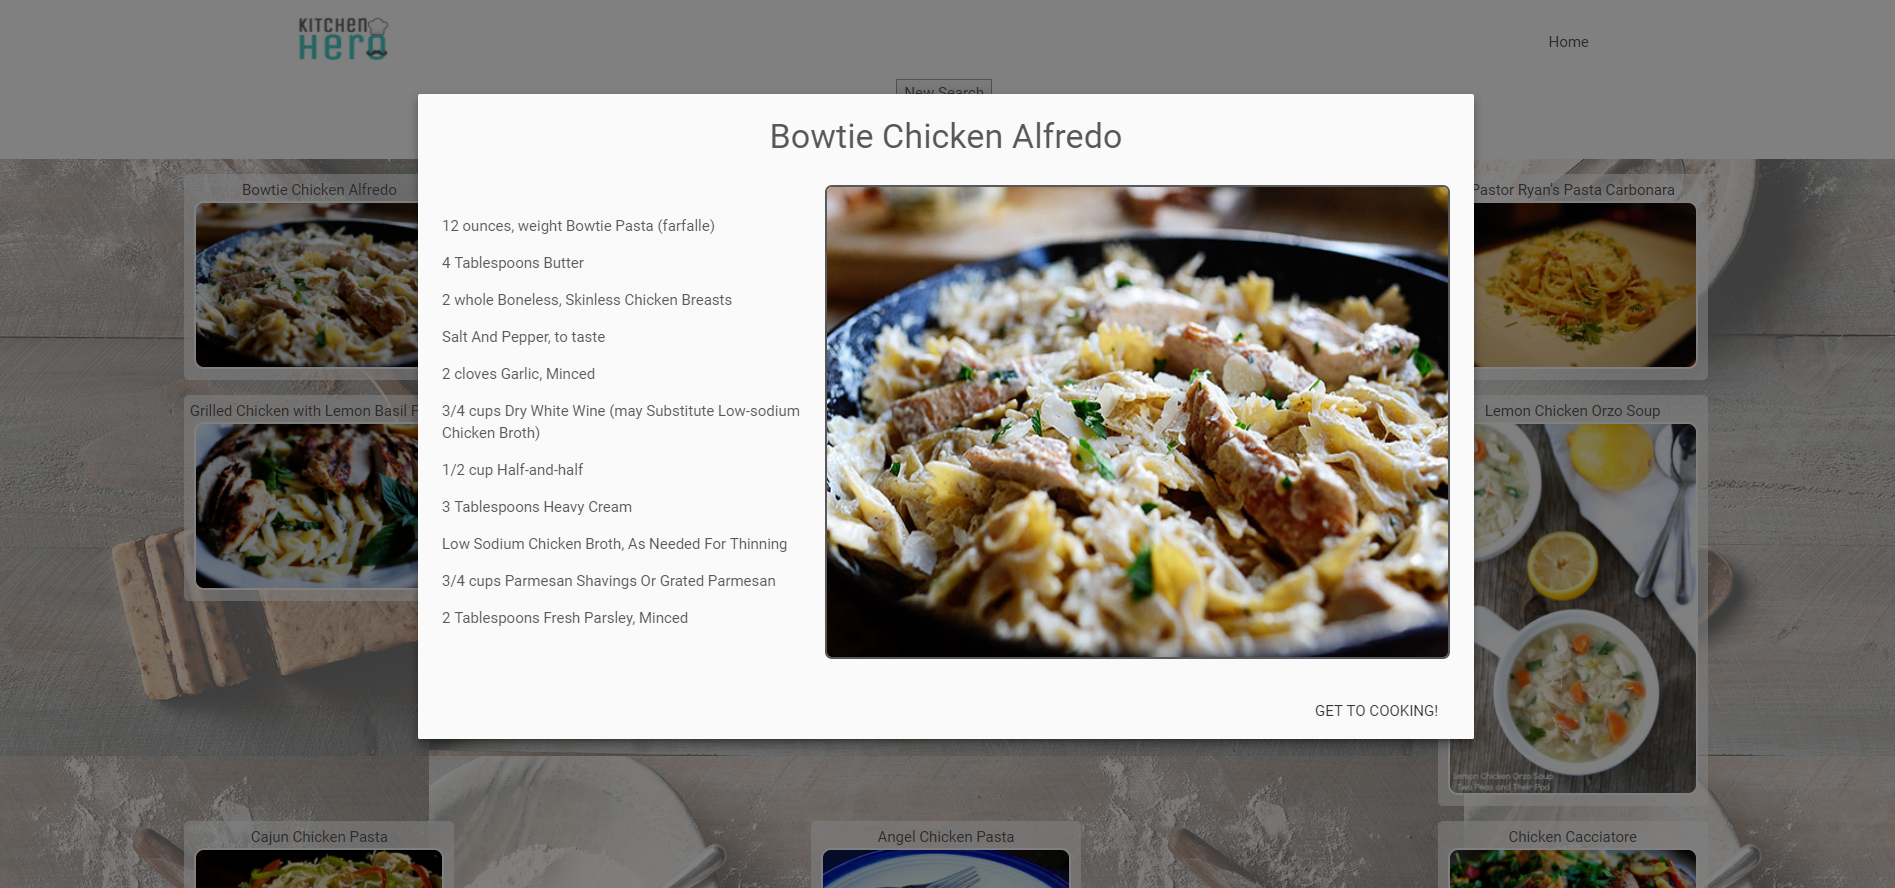 KITCHEN
Hero
Home
New Search
Bowtie Chicken Alfredo
12 ounces, weight Bowtie Pasta (farfalle)
4 Tablespoons Butter
2 whole Boneless, Skinless Chicken Breasts
Salt And Pepper, to taste
2 cloves Garlic, Minced
3/4 cups Dry White Wine (may Substitute Low-sodium
Chicken Broth)
1/2 cup Half-and-half
3 Tablespoons Heavy Cream
Low Sodium Chicken Broth, As Needed For Thinning
3/4 cups Parmesan Shavings Or Grated Parmesan
2 Tablespoons Fresh Parsley, Minced
GET TO COOKING!
Bowtie Chicken Alfredo
Pastor Ryan's Pasta Carbonara
Grilled Chicken with Lemon Basil
Lemon Chicken Orzo Soup
Lemon Chicken Orzo Soup
Two Peas and Their Pod
Cajun Chicken Pasta
Angel Chicken Pasta
Chicken Cacciatore